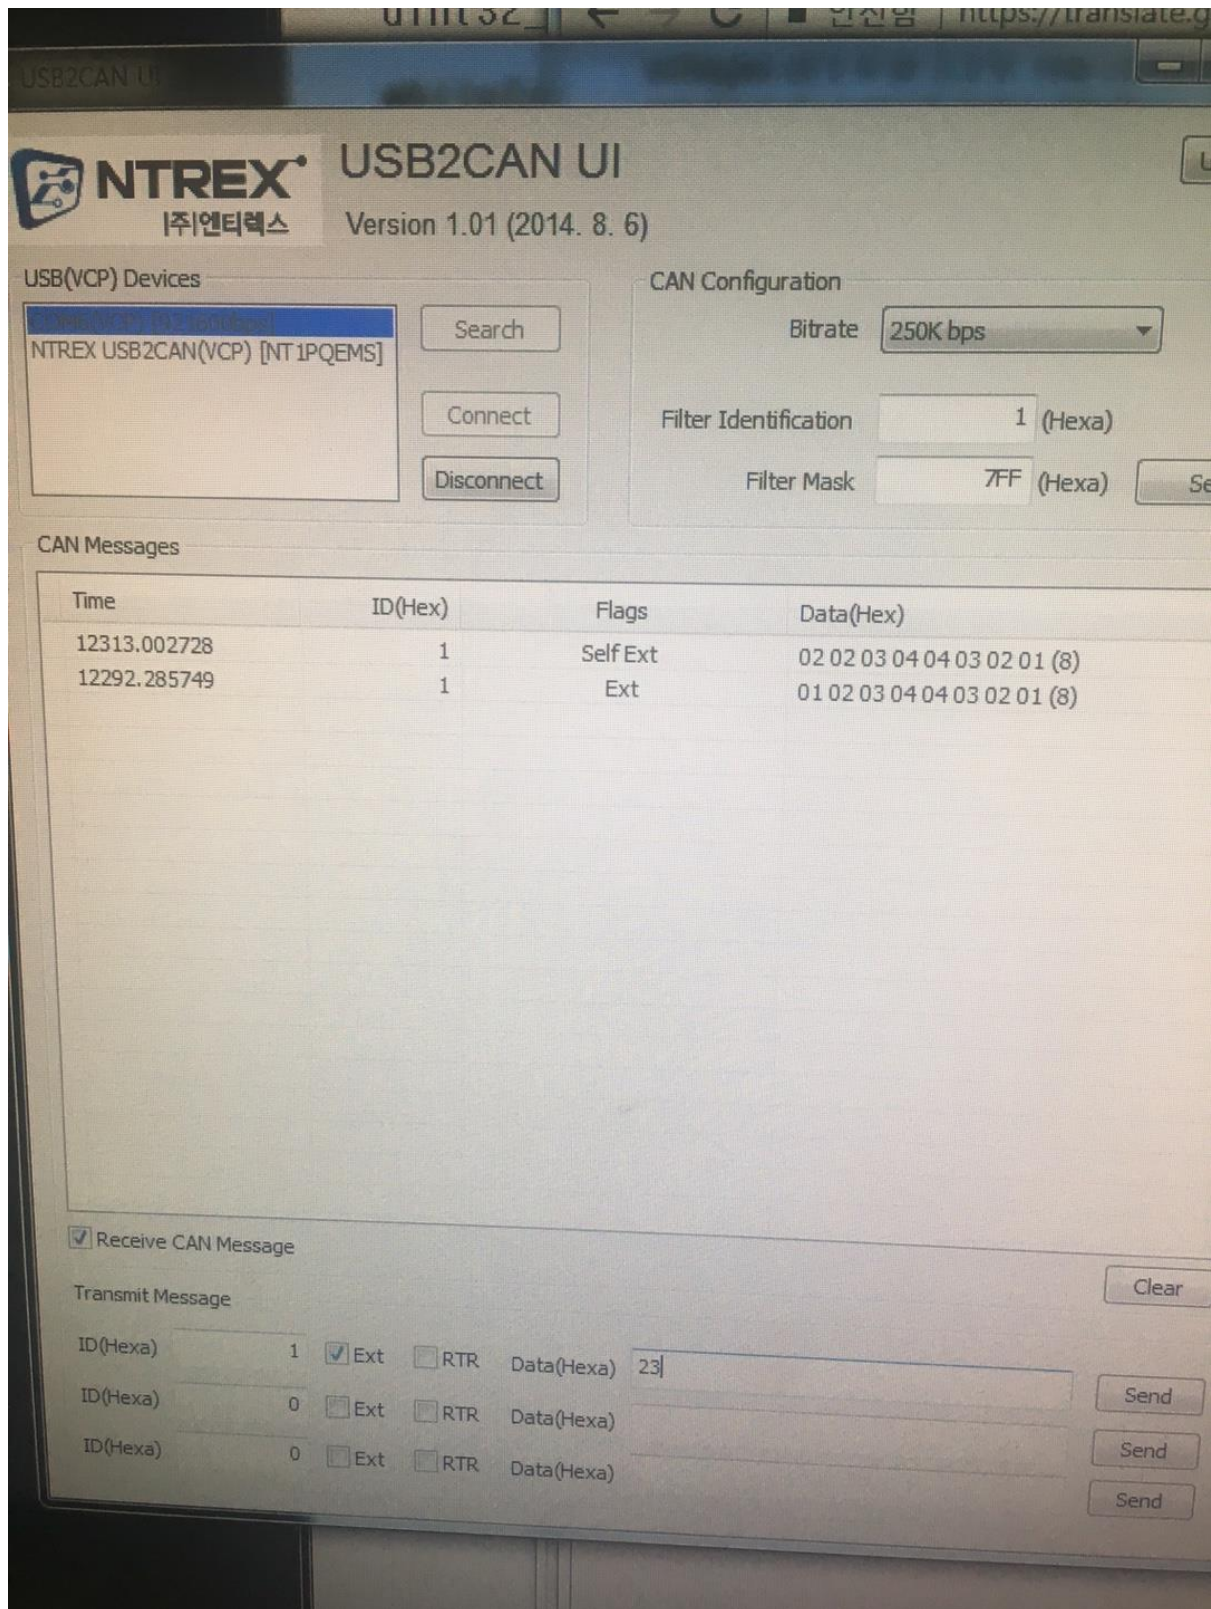 https://translate.g
USB2CAN UI
NTREX
|주|엔티렉스
USB2CAN UI
Version 1.01 (2014. 8. 6)
USB(VCP) Devices
NTREX USB2CAN(VCP) [NT1PQEMS]
Search
Connect
Disconnect
CAN Configuration
Bitrate 250K bps
Filter Identification 1 (Hexa)
Filter Mask 7FF (Hexa)
Se
CAN Messages
Time ID(Hex) Flags Data(Hex)
12313.002728 1 Self Ext 02 02 03 04 04 03 02 01 (8)
12292.285749 1 Ext 01 02 03 04 04 03 02 01 (8)
Receive CAN Message
Clear
Transmit Message
ID(Hexa) 1 Ext RTR Data(Hexa) 23 Send
ID(Hexa) 0 Ext RTR Data(Hexa) Send
ID(Hexa) 0 Ext RTR Data(Hexa) Send